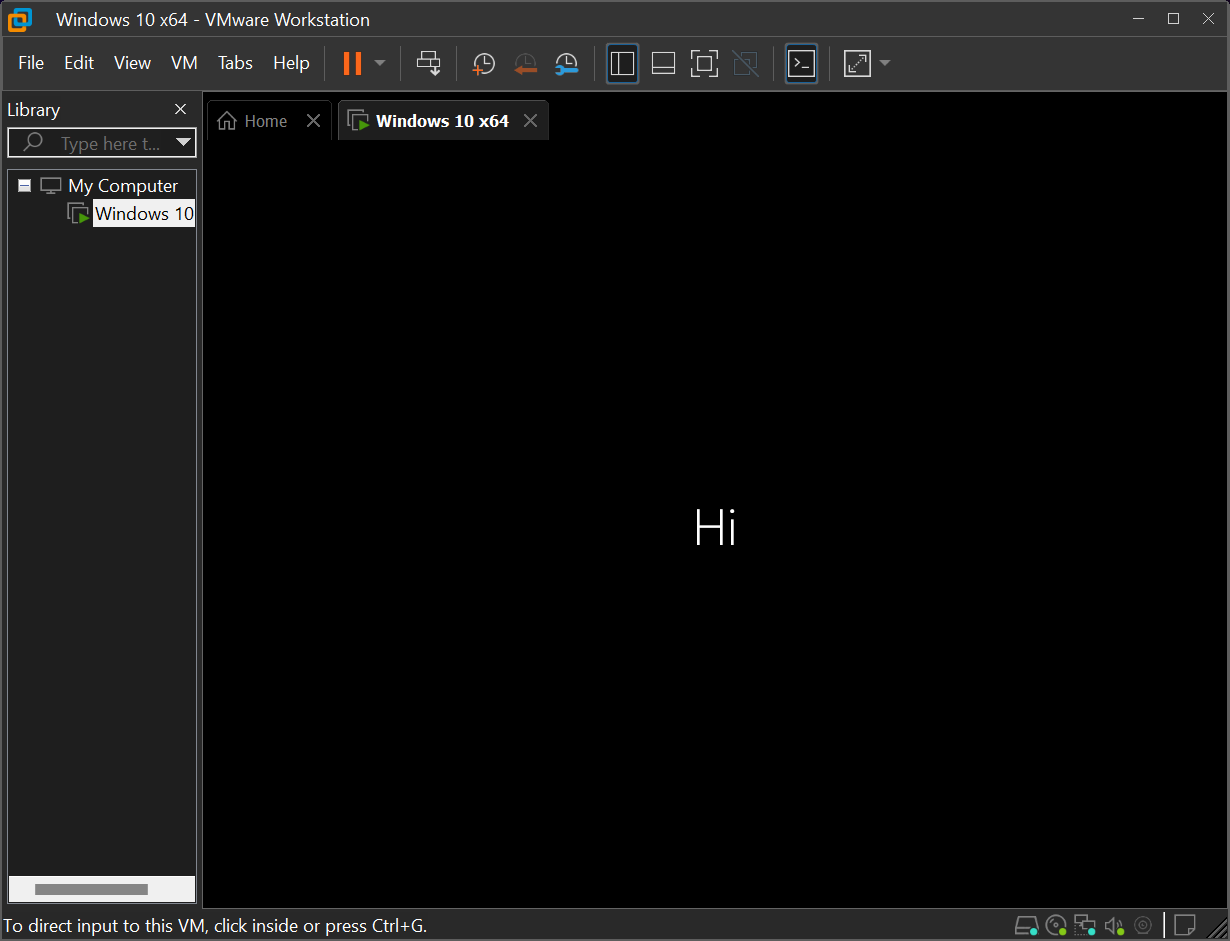 Windows 10 x64 - VMware Workstation
File Edit View VM Tabs Help
Library
Home
Windows 10 x64
Type here t...
My Computer
Windows 10
Hi
To direct input to this VM, click inside or press Ctrl+G.